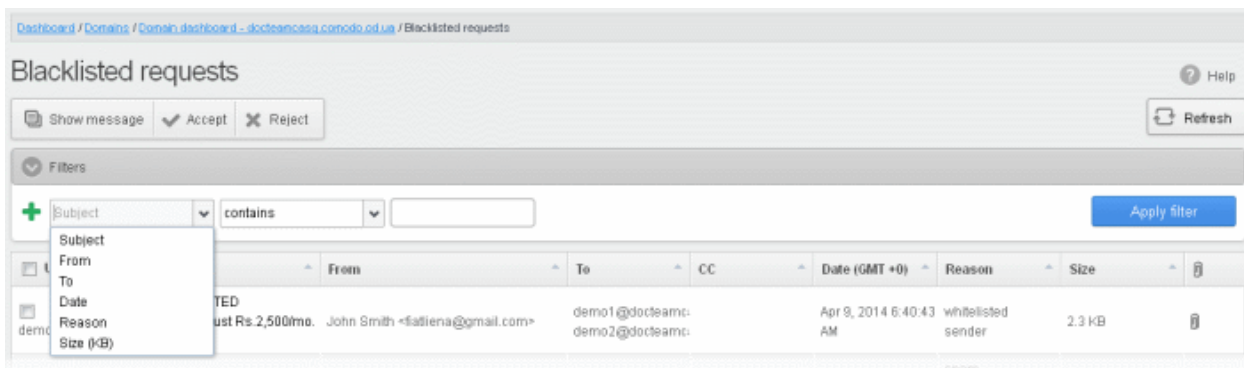 Dashboard / Domains / Domain dashboard - docteamcasg.comodo.od.ua / Blacklisted requests
Blacklisted requests
Help
Show message Accept Reject
Refresh
Filters
Subject contains Apply filter
Subject
From
To
Date
Reason
Size (KB)
From To CC Date (GMT +0) Reason Size
TED
ust Rs.2,500/mo.
demo
John Smith <fiatliena@gmail.com>
demo1@docteamc
demo2@docteamc
Apr 9, 2014 6:40:43
AM
whitelisted
sender
2.3 KB